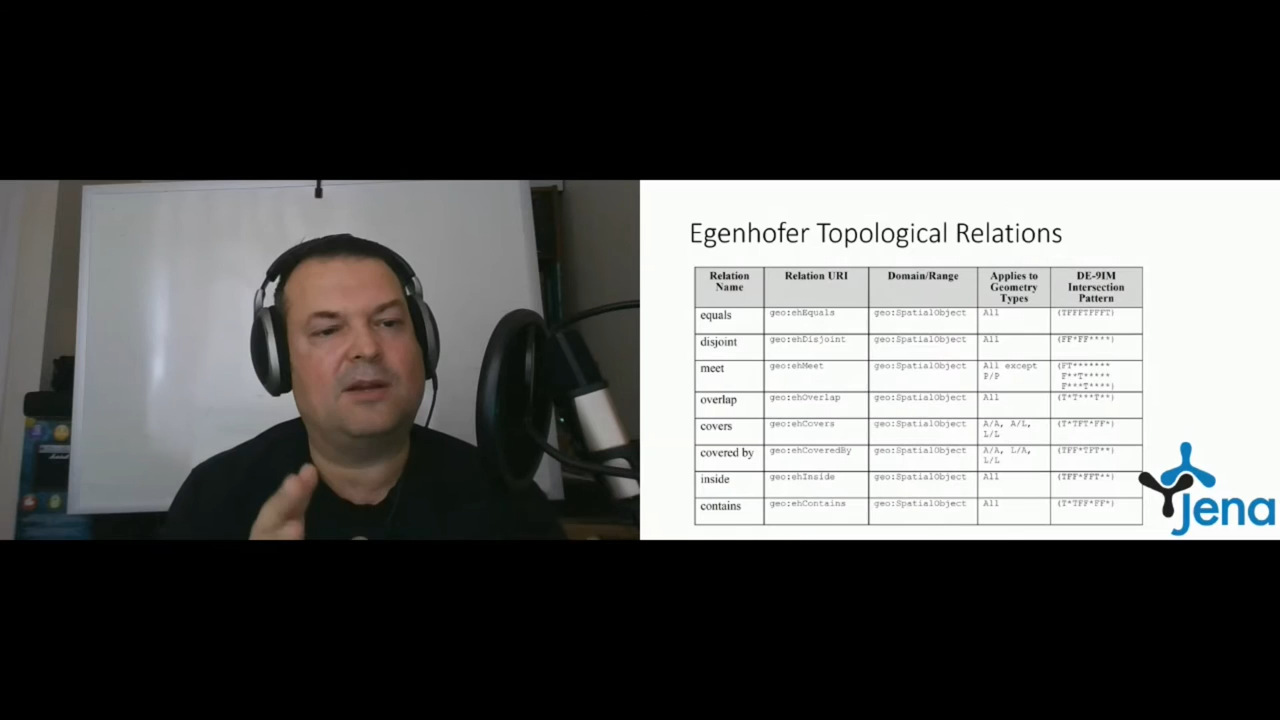 Egenhofer Topological Relations
Relation Name
Relation URI
Domain/Range
Applies to Geometry Types
DE-9IM Intersection Pattern
equals geo:ehEquals geo:SpatialObject All (TFFFTFFFT)
disjoint geo:ehDisjoint geo:SpatialObject All (FF*FF****)
meet geo:ehMeet geo:SpatialObject All except P/P (FT******* F**T***** F***T****)
overlap geo:ehOverlap geo:SpatialObject All (T*T***T**)
covers geo:ehCovers geo:SpatialObject A/A, A/L, L/L (T*TFT*FF*)
covered by geo:ehCoveredBy geo:SpatialObject A/A, L/A, L/L (TFF*TFT**)
inside geo:ehInside geo:SpatialObject All (TFF*FFT**)
contains geo:ehContains geo:SpatialObject All (T*TFF*FF*)
Jena